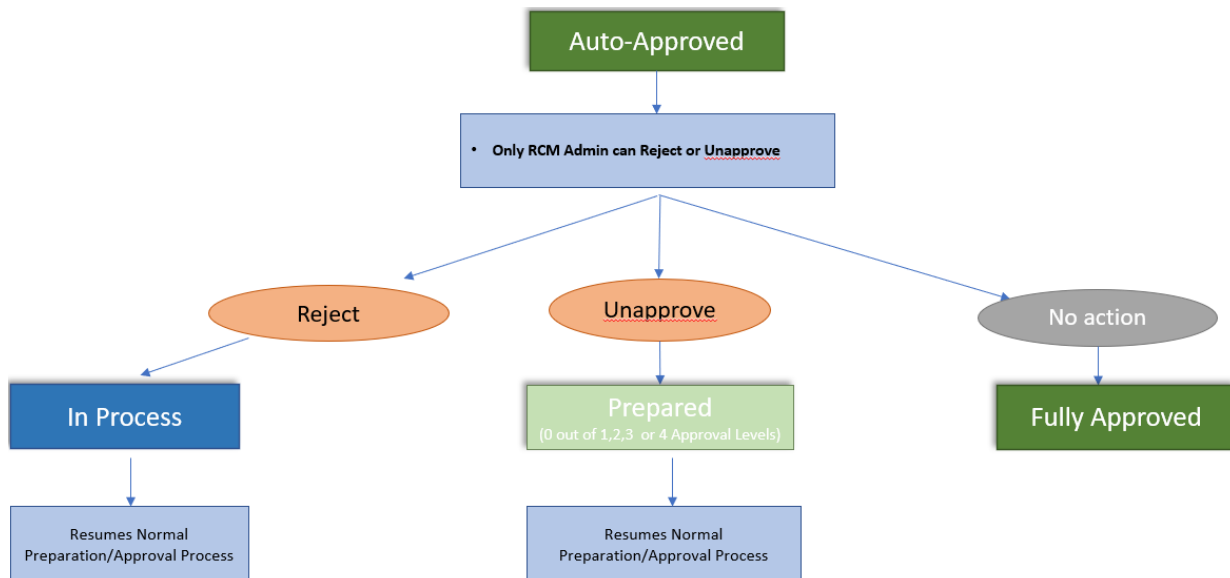 Auto-Approved
• Only RCM Admin can Reject or Unapprove
Reject
Unapprove
No action
In Process
Prepared
(0 out of 1,2,3 or 4 Approval Levels)
Fully Approved
Resumes Normal
Preparation/Approval Process
Resumes Normal
Preparation/Approval Process